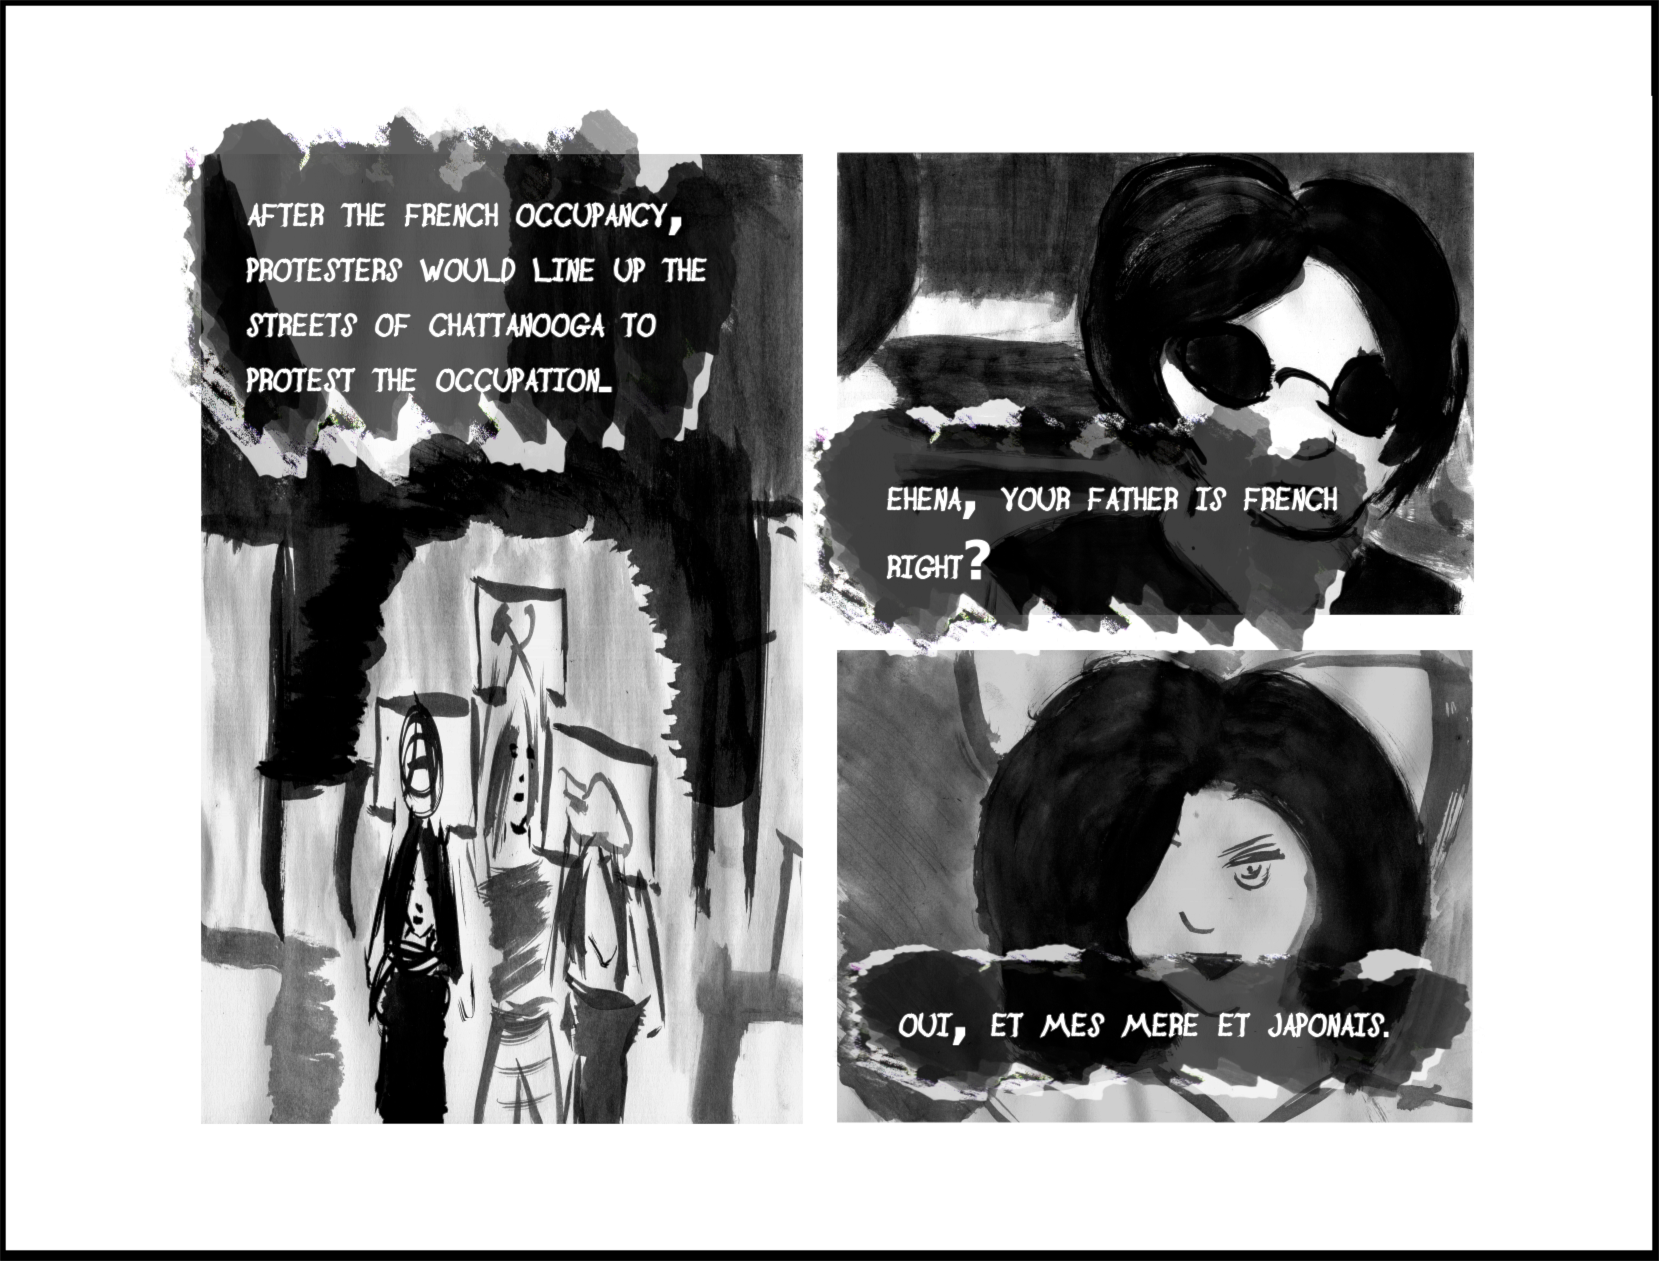 AFTER THE FRENCH OCCUPANCY,
PROTESTERS WOULD LINE UP THE
STREETS OF CHATTANOOGA TO
PROTEST THE OCCUPATION_
EHENA, YOUR FATHER IS FRENCH
RIGHT?
OUI, ET MES MERE ET JAPONAIS.